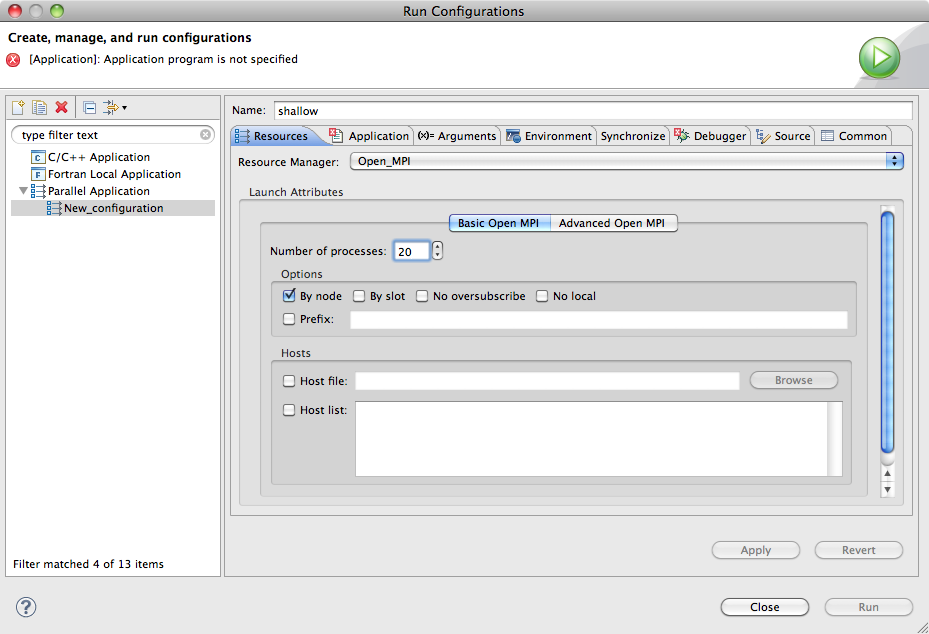 Run Configurations
Create, manage, and run configurations
[Application]: Application program is not specified
type filter text
C/C++ Application
Fortran Local Application
Parallel Application
New_configuration
Filter matched 4 of 13 items
Name: shallow
Resources Application (x)= Arguments Environment Synchronize Debugger Source Common
Resource Manager: Open_MPI
Launch Attributes
Basic Open MPI Advanced Open MPI
Number of processes: 20
Options
By node By slot No oversubscribe No local
Prefix:
Hosts
Host file: Browse
Host list:
Apply Revert
? Close Run